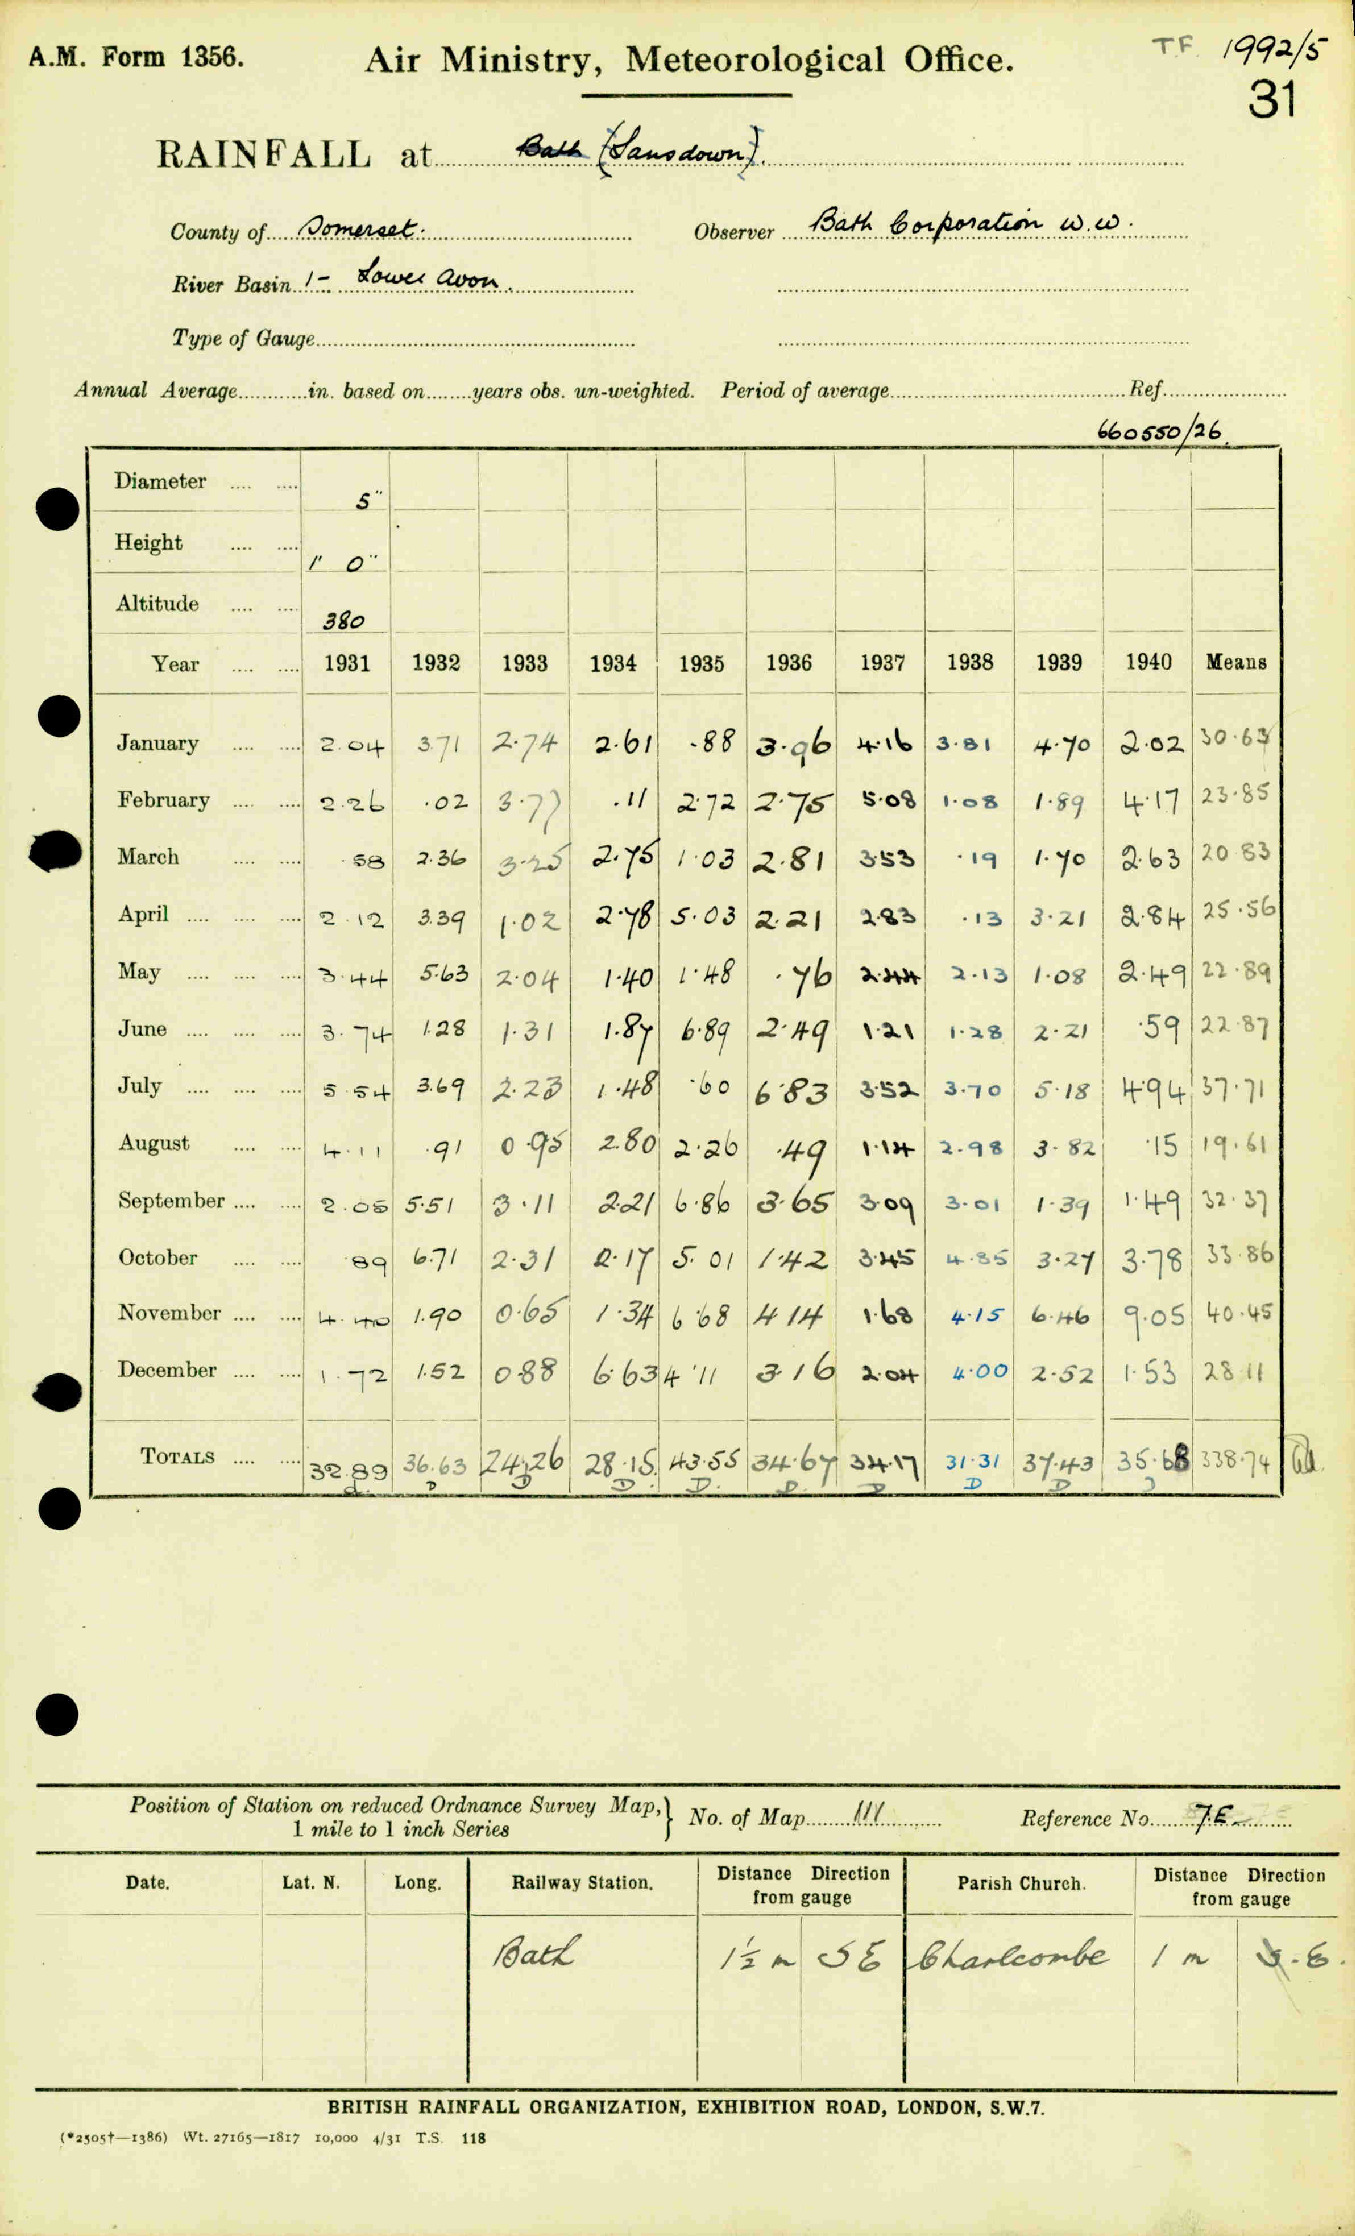 A.M. Form 1356.
Air Ministry, Meteorological Office.
TF. 1992/5
31
RAINFALL at Bath (Lansdown).
County of Somerset. Observer Bath Corporation W.W.
River Basin 1- Lower Avon.
Type of Gauge
Annual Average in. based on years obs. un-weighted. Period of average Ref.
660550/26.
Diameter 5"
Height 1' 0"
Altitude 380
Year 1931 1932 1933 1934 1935 1936 1937 1938 1939 1940 Means
January 2.04 3.71 2.74 2.61 .88 3.96 4.16 3.81 4.70 2.02 30.63
February 2.26 .02 3.77 .11 2.72 2.75 5.08 1.08 1.89 4.17 23.85
March .58 2.36 3.25 2.75 1.03 2.81 3.53 .19 1.70 2.63 20.83
April 2.12 3.39 1.02 2.78 5.03 2.21 2.83 .13 3.21 2.84 25.56
May 3.44 5.63 2.04 1.40 1.48 .76 2.44 2.13 1.08 2.49 22.89
June 3.74 1.28 1.31 1.87 6.89 2.49 1.21 1.28 2.21 .59 22.87
July 5.54 3.69 2.23 1.48 .60 6.83 3.52 3.70 5.18 4.94 37.71
August 4.11 .91 0.95 2.80 2.26 .49 1.14 2.98 3.82 .15 19.61
September 2.05 5.51 3.11 2.21 6.86 3.65 3.09 3.01 1.39 1.49 32.37
October .89 6.71 2.31 2.17 5.01 1.42 3.45 4.85 3.27 3.78 33.86
November 4.40 1.90 0.65 1.34 6.68 4.14 1.68 4.15 6.46 9.05 40.45
December 1.72 1.52 0.88 6.63 4.11 3.16 2.04 4.00 2.52 1.53 28.11
TOTALS 32.89 36.63 24.26 28.15 43.55 34.67 34.17 31.31 37.43 35.68 338.74
d. D D D. D. D. D D D D
Position of Station on reduced Ordnance Survey Map,} No. of Map 111 Reference No. 7.E
1 mile to 1 inch Series
Date. Lat. N. Long. Railway Station. Distance Direction from gauge Parish Church. Distance Direction from gauge
Bath 1½ m S E Charlcombe 1 m S.E.
BRITISH RAINFALL ORGANIZATION, EXHIBITION ROAD, LONDON, S.W.7.
(*2505†—1386) Wt. 27165—1817 10,000 4/31 T.S. 118